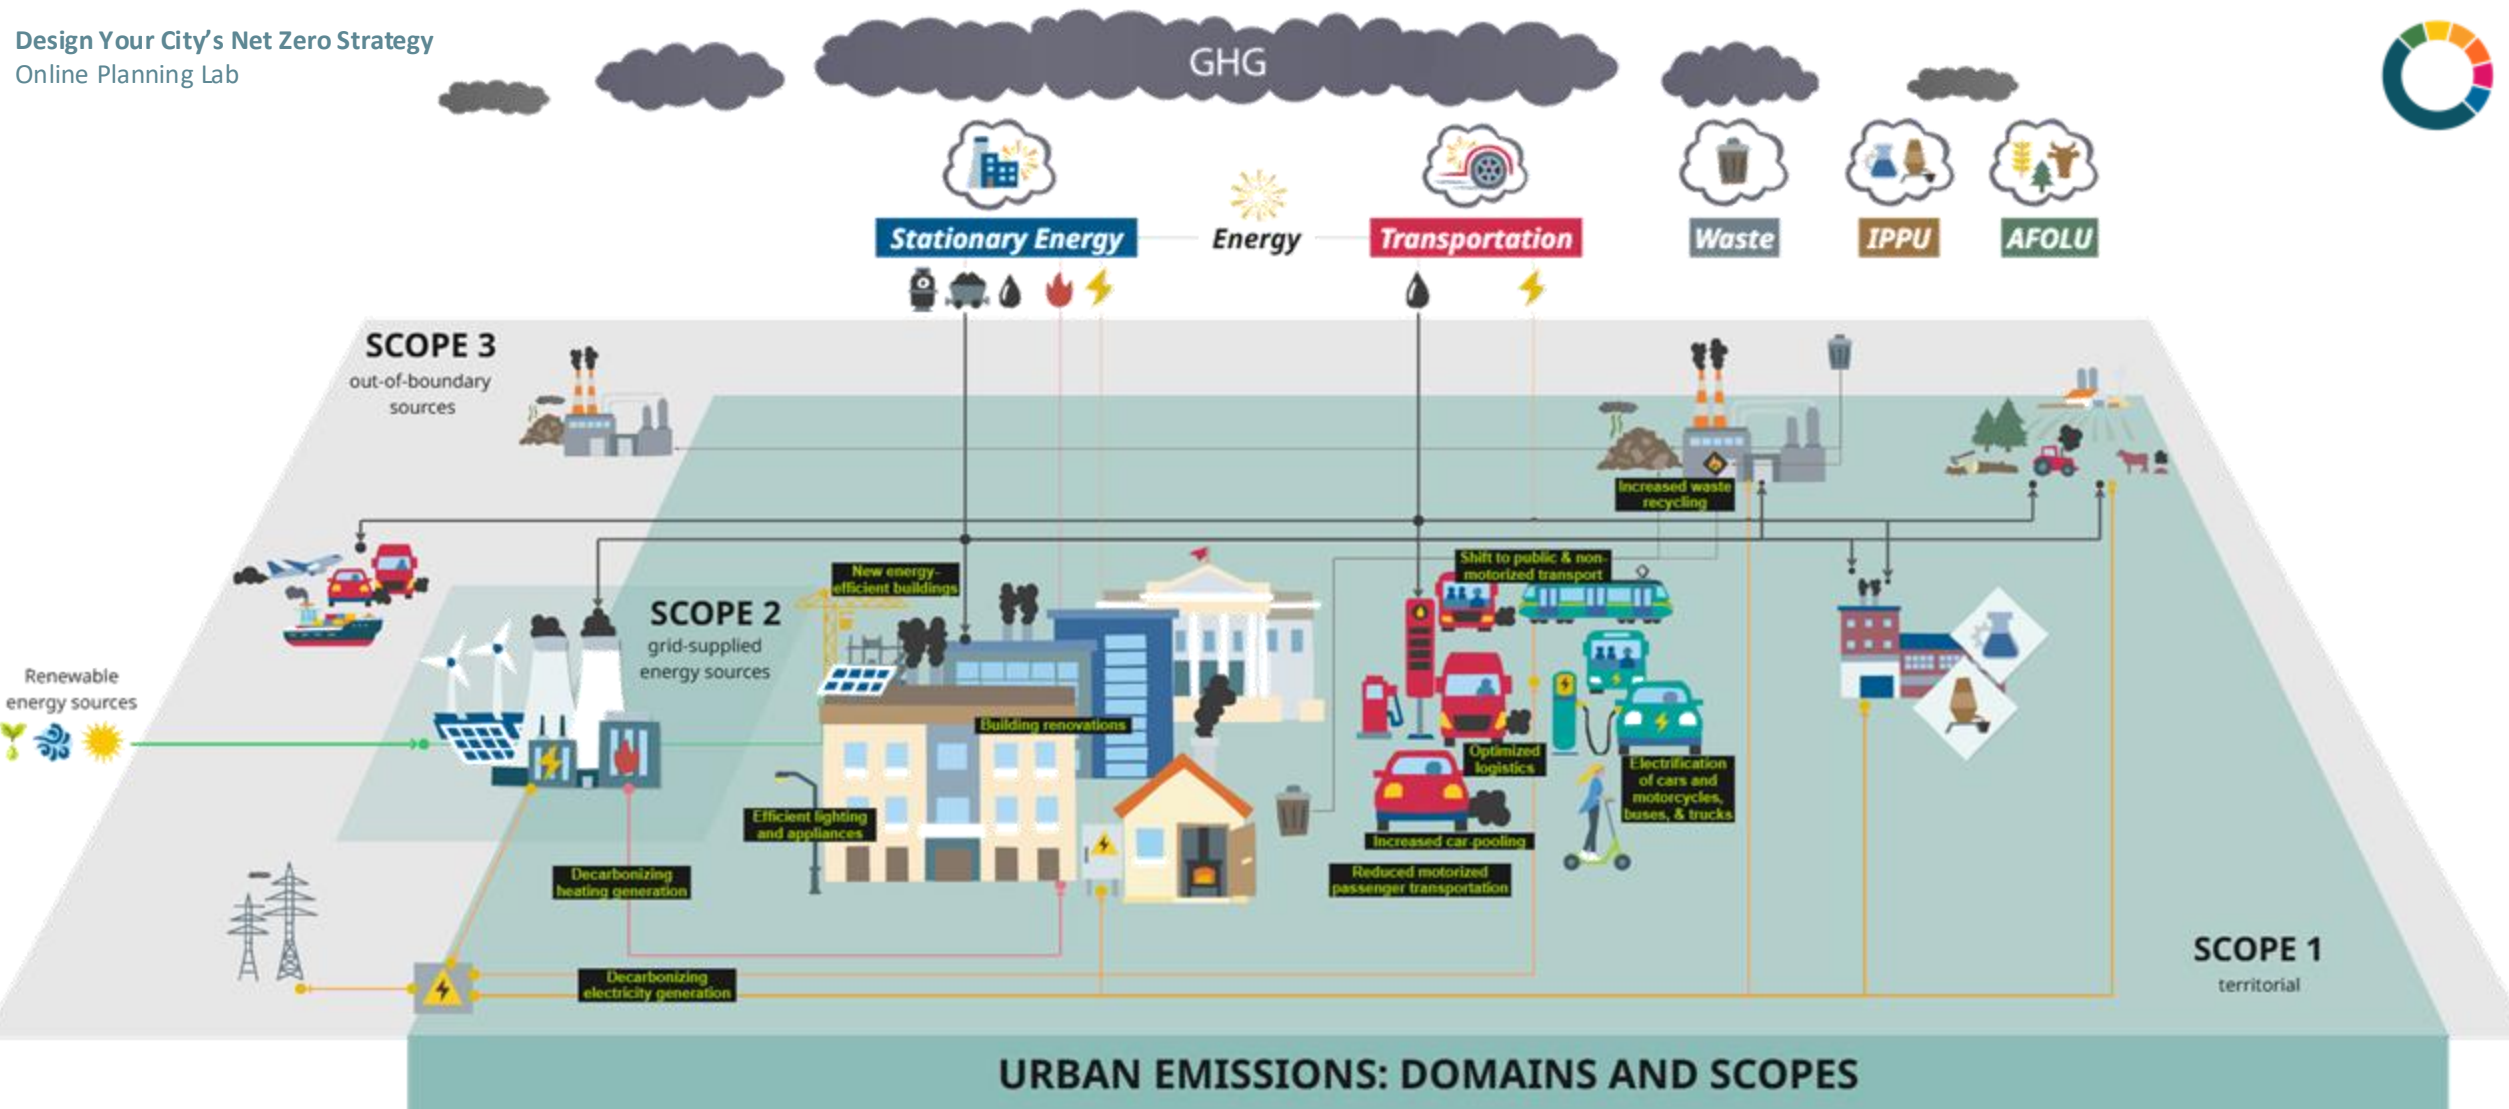 Design Your City's Net Zero Strategy
Online Planning Lab
GHG
Stationary Energy
Energy
Transportation
Waste
IPPU
AFOLU
SCOPE 3
out-of-boundary
sources
Increased waste
recycling
New energy-
efficient buildings
Shift to public & non-
motorized transport
SCOPE 2
grid-supplied
energy sources
Renewable
energy sources
Building renovations
Optimized
logistics
Electrification
of cars and
motorcycles,
buses, & trucks
Efficient lighting
and appliances
Increased car-pooling
Decarbonizing
heating generation
Reduced motorized
passenger transportation
SCOPE 1
territorial
Decarbonizing
electricity generation
URBAN EMISSIONS: DOMAINS AND SCOPES